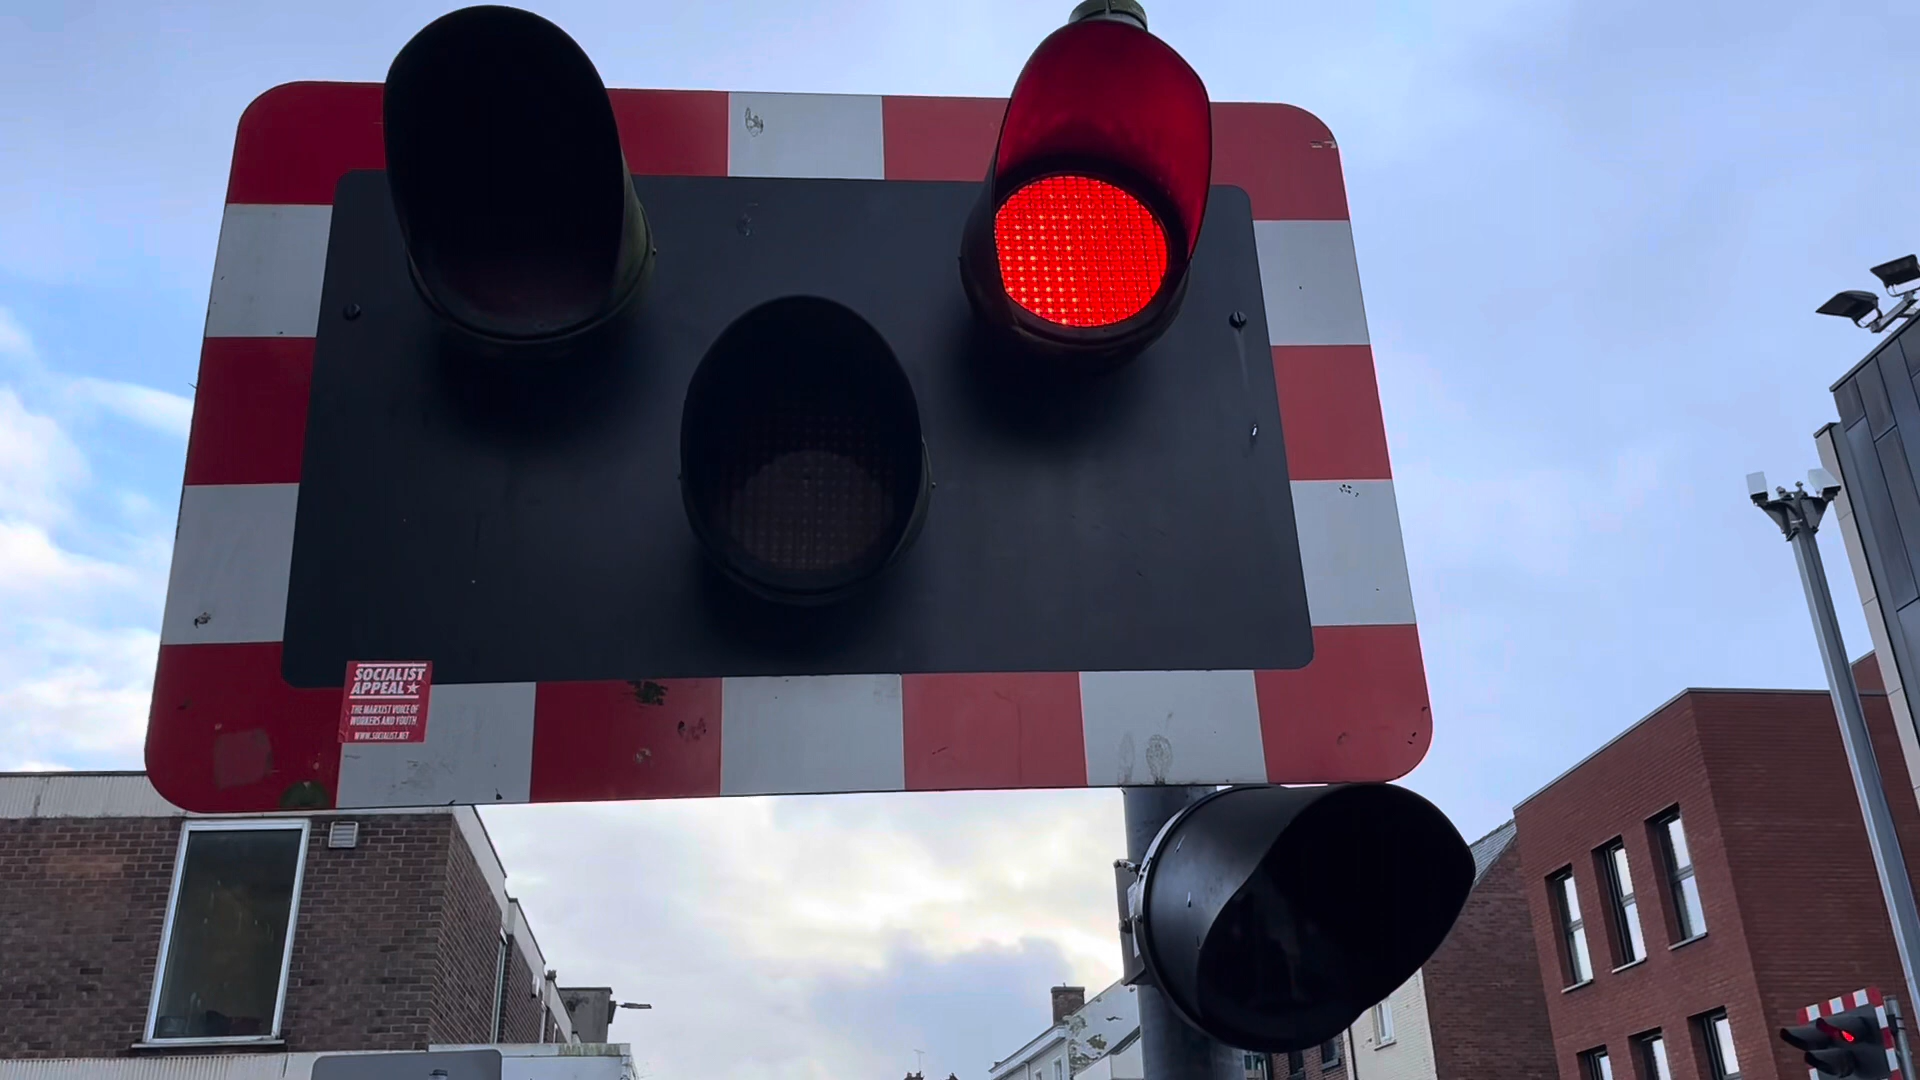 SOCIALIST
APPEAL★
THE MARXIST VOICE OF
WORKERS AND YOUTH
WWW.SOCIALIST.NET